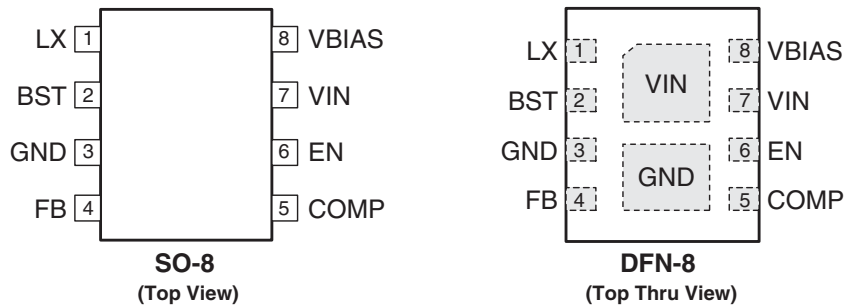 LX 1 8 VBIAS
BST 2 7 VIN
GND 3 6 EN
FB 4 5 COMP
SO-8
(Top View)
LX 1 8 VBIAS
BST 2 VIN 7 VIN
GND 3 6 EN
GND
FB 4 5 COMP
DFN-8
(Top Thru View)